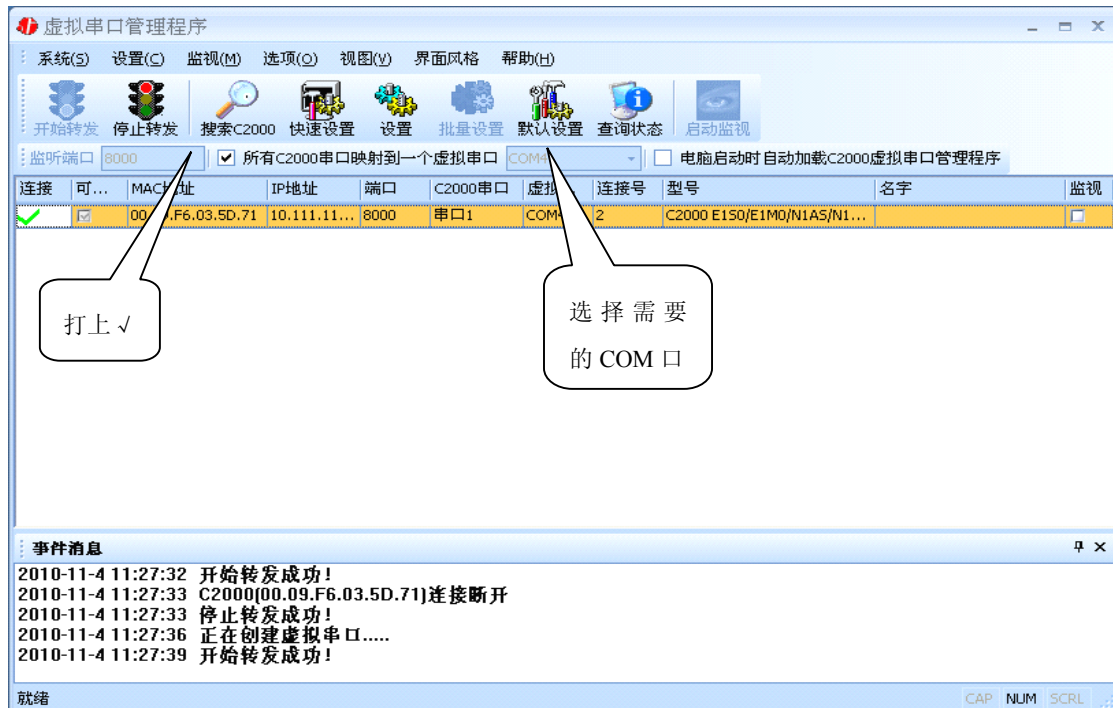 虚拟串口管理程序
系统(S) 设置(C) 监视(M) 选项(O) 视图(V) 界面风格 帮助(H)
开始转发 停止转发 搜索C2000 快速设置 设置 批量设置 默认设置 查询状态 启动监视
监听端口 8000 所有C2000串口映射到一个虚拟串口 COM4 电脑启动时自动加载C2000虚拟串口管理程序
连接 可... MAC地址 IP地址 端口 C2000串口 虚拟... 连接号 型号 名字 监视
00 .F6.03.5D.71 10.111.11... 8000 串口1 COM4 2 C2000 E1S0/E1M0/N1AS/N1...
打上√
选择需要
的 COM 口
事件消息
2010-11-4 11:27:32 开始转发成功!
2010-11-4 11:27:33 C2000(00.09.F6.03.5D.71)连接断开
2010-11-4 11:27:33 停止转发成功!
2010-11-4 11:27:36 正在创建虚拟串口.....
2010-11-4 11:27:39 开始转发成功!
就绪 CAP NUM SCRL